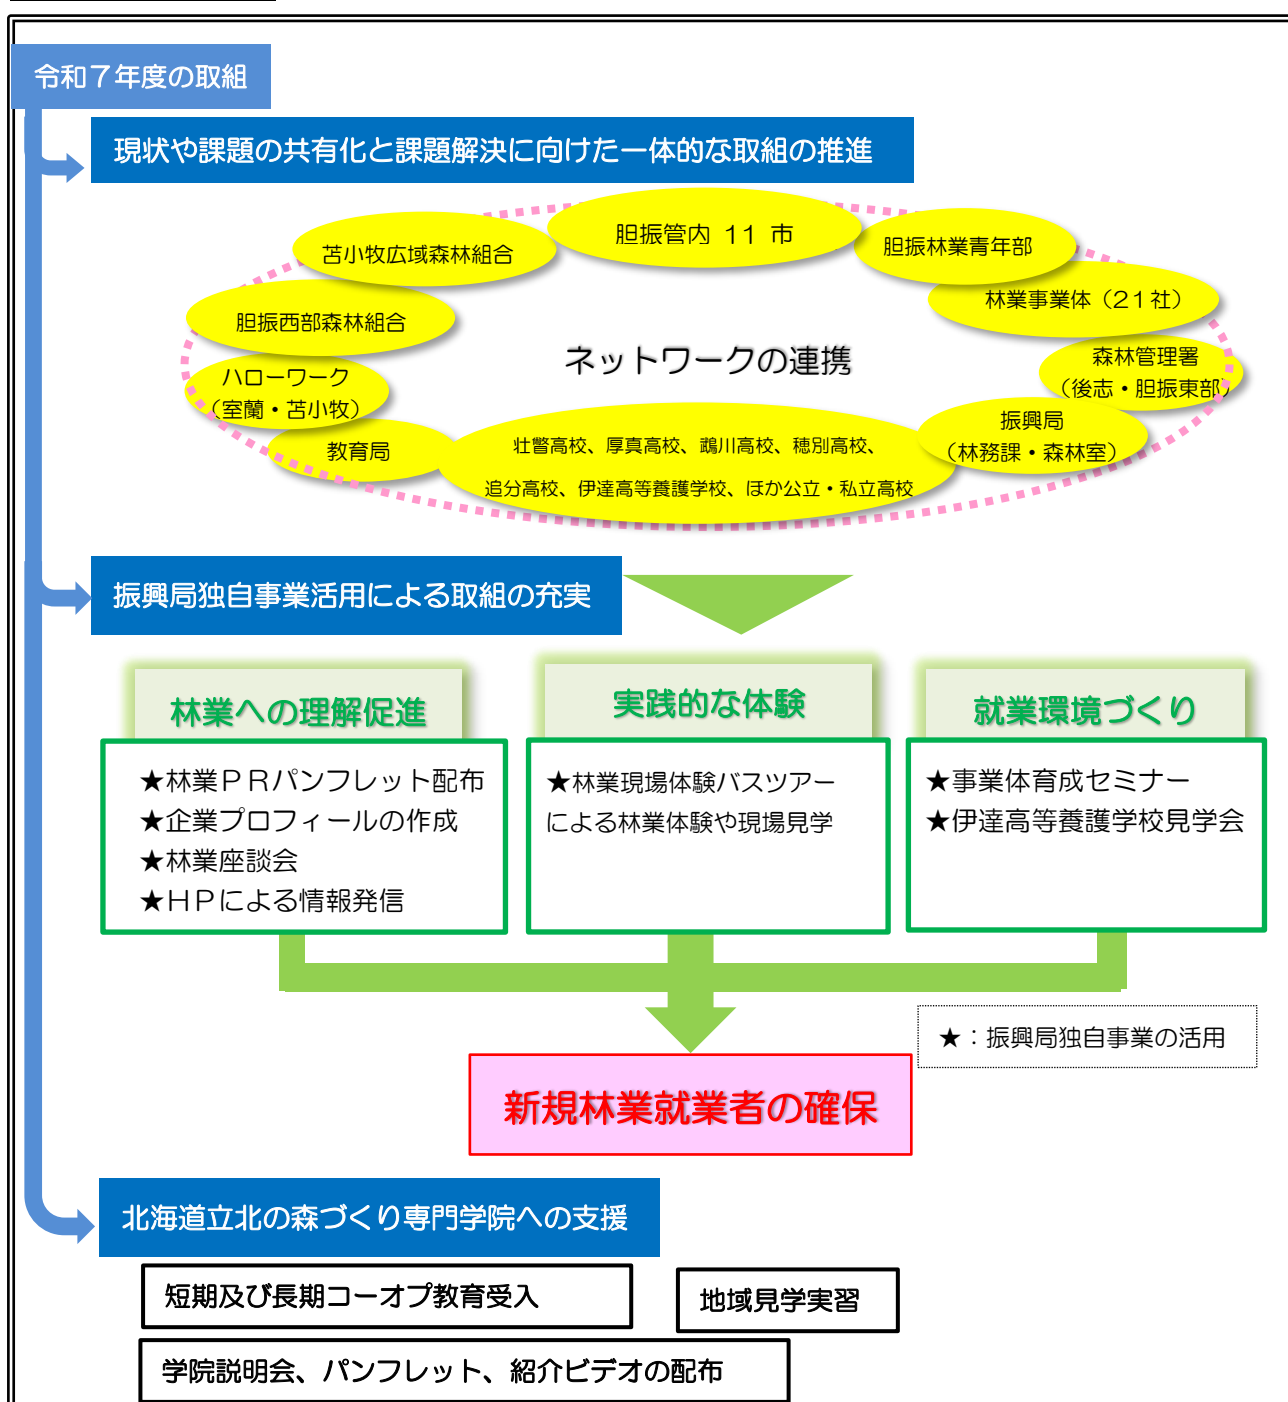 令和７年度の取組
現状や課題の共有化と課題解決に向けた一体的な取組の推進
胆振管内 11 市
苫小牧広域森林組合
胆振林業青年部
胆振西部森林組合
林業事業体（21社）
ネットワークの連携
ハローワーク
（室蘭・苫小牧）
森林管理署
（後志・胆振東部）
教育局
壮瞥高校、厚真高校、鵡川高校、穂別高校、
追分高校、伊達高等養護学校、ほか公立・私立高校
振興局
（林務課・森林室）
振興局独自事業活用による取組の充実
林業への理解促進
★林業ＰＲパンフレット配布
★企業プロフィールの作成
★林業座談会
★ＨＰによる情報発信
実践的な体験
★林業現場体験バスツアー
による林業体験や現場見学
就業環境づくり
★事業体育成セミナー
★伊達高等養護学校見学会
★：振興局独自事業の活用
新規林業就業者の確保
北海道立北の森づくり専門学院への支援
短期及び長期コーオプ教育受入
地域見学実習
学院説明会、パンフレット、紹介ビデオの配布